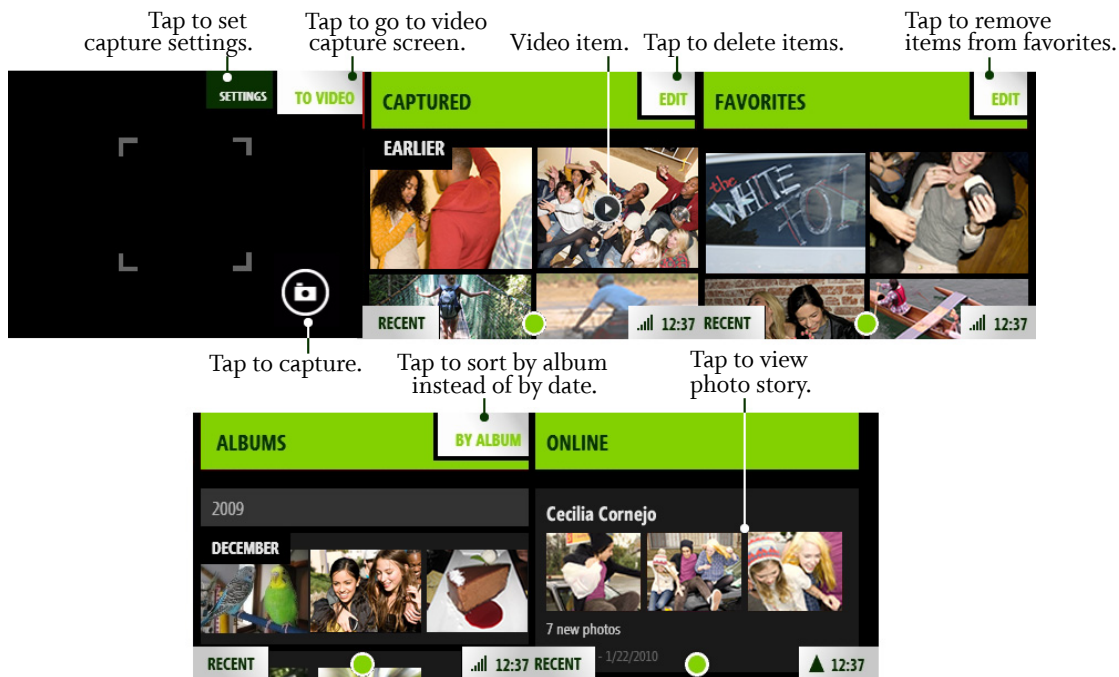 Tap to set
capture settings.
Tap to go to video
capture screen.
Video item.
Tap to delete items.
Tap to remove
items from favorites.
SETTINGS
TO VIDEO
CAPTURED
EDIT
FAVORITES
EDIT
EARLIER
the
WHITE
RECENT
12:37
RECENT
12:37
Tap to capture.
Tap to sort by album
instead of by date.
Tap to view
photo story.
ALBUMS
BY ALBUM
ONLINE
2009
Cecilia Cornejo
DECEMBER
7 new photos
- 1/22/2010
RECENT
12:37
RECENT
12:37